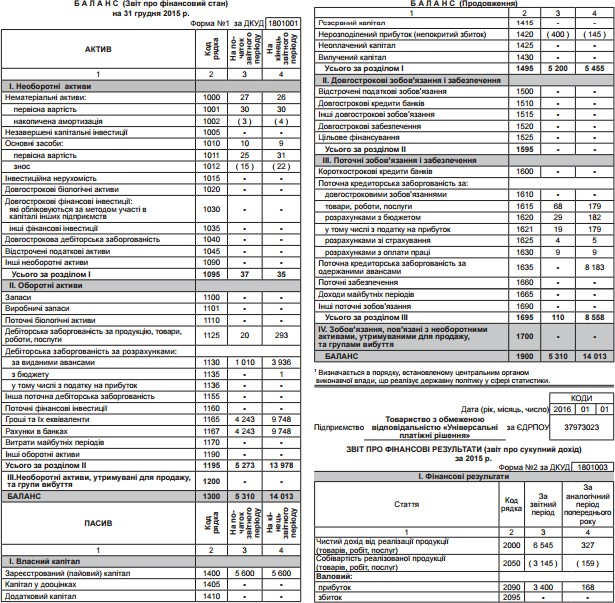 Б А Л А Н С (Звіт про фінансовий стан)
на 31 грудня 2015 р.
Форма №1 за ДКУД 1801001
АКТИВ Код рядка На по-чаток звітного періоду На кінець звітного періоду
1 2 3 4
І. Необоротні активи
Нематеріальні активи: 1000 27 26
первісна вартість 1001 30 30
накопичена амортизація 1002 ( 3 ) ( 4 )
Незавершені капітальні інвестиції 1005 - -
Основні засоби: 1010 10 9
первісна вартість 1011 25 31
знос 1012 ( 15 ) ( 22 )
Інвестиційна нерухомість 1015 - -
Довгострокові біологічні активи 1020 - -
Довгострокові фінансові інвестиції:
які обліковуються за методом участі в 1030 - -
капіталі інших підприємств
інші фінансові інвестиції 1035 - -
Довгострокова дебіторська заборгованість 1040 - -
Відстрочені податкові активи 1045 - -
Інші необоротні активи 1090 - -
Усього за розділом I 1095 37 35
ІІ. Оборотні активи
Запаси 1100 - -
Виробничі запаси 1101 - -
Поточні біологічні активи 1110 - -
Дебіторська заборгованість за продукцію, товари,
роботи, послуги 1125 20 293
Дебіторська заборгованість за розрахунками:
за виданими авансами 1130 1 010 3 936
з бюджету 1135 - 1
у тому числі з податку на прибуток 1136 - -
Інша поточна дебіторська заборгованість 1155 - -
Поточні фінансові інвестиції 1160 - -
Гроші та їх еквіваленти 1165 4 243 9 748
Рахунки в банках 1167 4 243 9 748
Витрати майбутніх періодів 1170 - -
Інші оборотні активи 1190 - -
Усього за розділом II 1195 5 273 13 978
ІІІ.Необоротні активи, утримувані для продажу,
та групи вибуття 1200 - -
БАЛАНС 1300 5 310 14 013
ПАСИВ Код рядка На по-чаток звітного періоду На кі-нець звітного періоду
1 2 3 4
І. Власний капітал
Зареєстрований (пайовий) капітал 1400 5 600 5 600
Капітал у дооцінках 1405 - -
Додатковий капітал 1410 - -
Б А Л А Н С (Продовження)
1 2 3 4
Резервний капітал 1415 - -
Нерозподілений прибуток (непокритий збиток) 1420 ( 400 ) ( 145 )
Неоплачений капітал 1425 - -
Вилучений капітал 1430 - -
Усього за розділом I 1495 5 200 5 455
ІІ. Довгострокові зобов'язання і забезпечення
Відстрочені податкові зобов'язання 1500 - -
Довгострокові кредити банків 1510 - -
Інші довгострокові зобов'язання 1515 - -
Довгострокові забезпечення 1520 - -
Цільове фінансування 1525 - -
Усього за розділом II 1595 - -
ІІІ. Поточні зобов'язання і забезпечення
Короткострокові кредити банків 1600 - -
Поточна кредиторська заборгованість за:
довгостроковими зобов'язаннями 1610 - -
товари, роботи, послуги 1615 68 179
розрахунками з бюджетом 1620 29 182
у тому числі з податку на прибуток 1621 19 179
розрахунками зі страхування 1625 4 5
розрахунками з оплати праці 1630 9 9
Поточна кредиторська заборгованість за
одержаними авансами 1635 - 8 183
Поточні забезпечення 1660 - -
Доходи майбутніх періодів 1665 - -
Інші поточні зобов'язання 1690 - -
Усього за розділом III 1695 110 8 558
IV. Зобов'язання, пов'язані з необоротними
активами, утримуваними для продажу, 1700 - -
та групами вибуття
БАЛАНС 1900 5 310 14 013
¹ Визначається в порядку, встановленому центральним органом
виконавчої влади, що реалізує державну політику у сфері статистики.
КОДИ
Дата (рік, місяць, число) 2016 01 01
Підприємство Товариство з обмеженою
відповідальністю «Універсальні за ЄДРПОУ 37973023
платіжні рішення»
ЗВІТ ПРО ФІНАНСОВІ РЕЗУЛЬТАТИ (звіт про сукупний дохід)
за 2015 р.
Форма №2 за ДКУД 1801003
І. Фінансові результати
Стаття Код рядка За звітний період За аналогічний період попереднього року
1 2 3 4
Чистий дохід від реалізації продукції
(товарів, робіт, послуг) 2000 6 545 327
Собівартість реалізованої продукції
(товарів, робіт, послуг) 2050 ( 3 145 ) ( 159 )
Валовий:
прибуток 2090 3 400 168
збиток 2095 - -